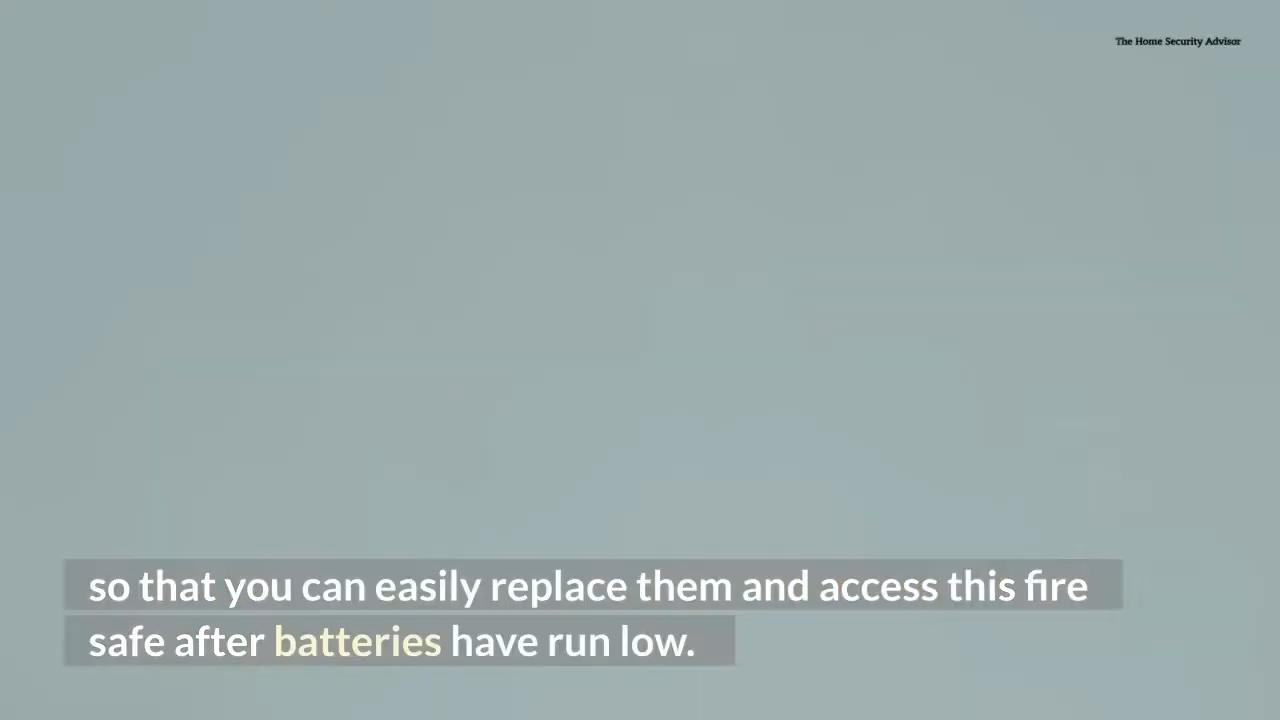 The Home Security Advisor
so that you can easily replace them and access this fire
safe after batteries have run low.